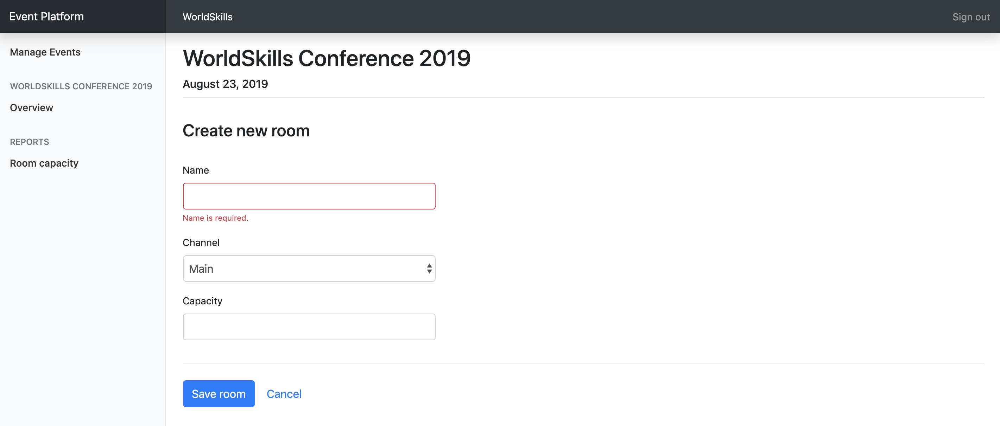 Event Platform
WorldSkills
Sign out
Manage Events
WORLDSKILLS CONFERENCE 2019
Overview
REPORTS
Room capacity
WorldSkills Conference 2019
August 23, 2019
Create new room
Name
Name is required.
Channel
Main
Capacity
Save room
Cancel